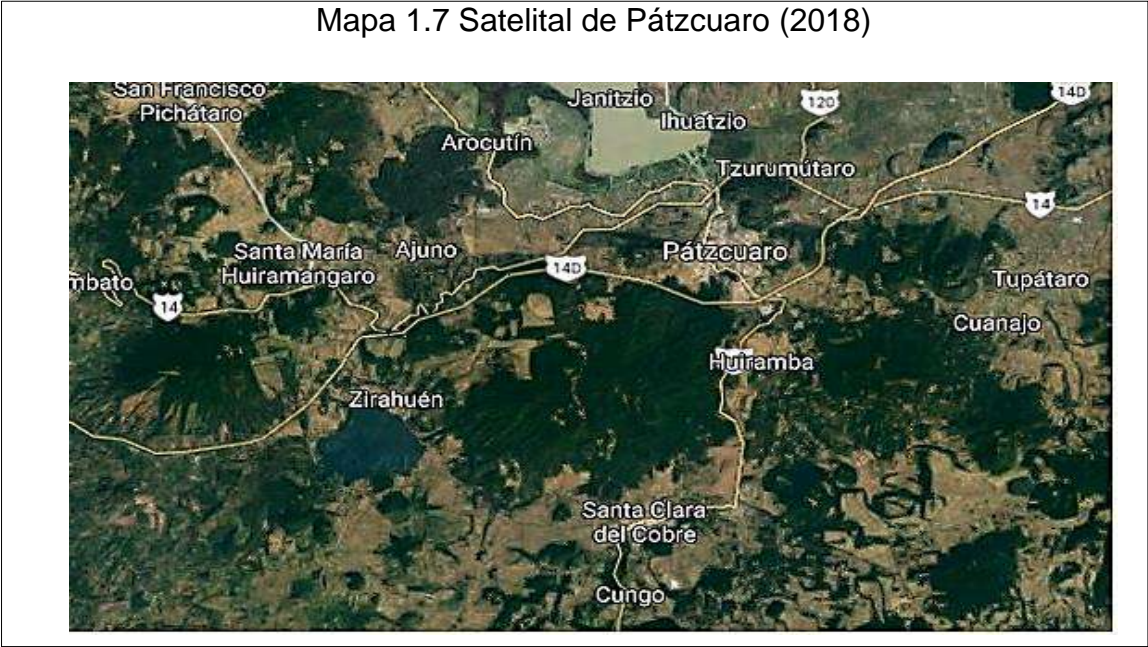 Mapa 1.7 Satelital de Pátzcuaro (2018)
San Francisco
Pichátaro
Janitzio
14D
120
Ihuatzio
Arocutín
Tzurumútaro
14
Santa María
Huiramangaro
Ajuno
Pátzcuaro
14D
mbato
14
Tupátaro
Cuanajo
Huiramba
Zirahuén
Santa Clara
del Cobre
Cungo